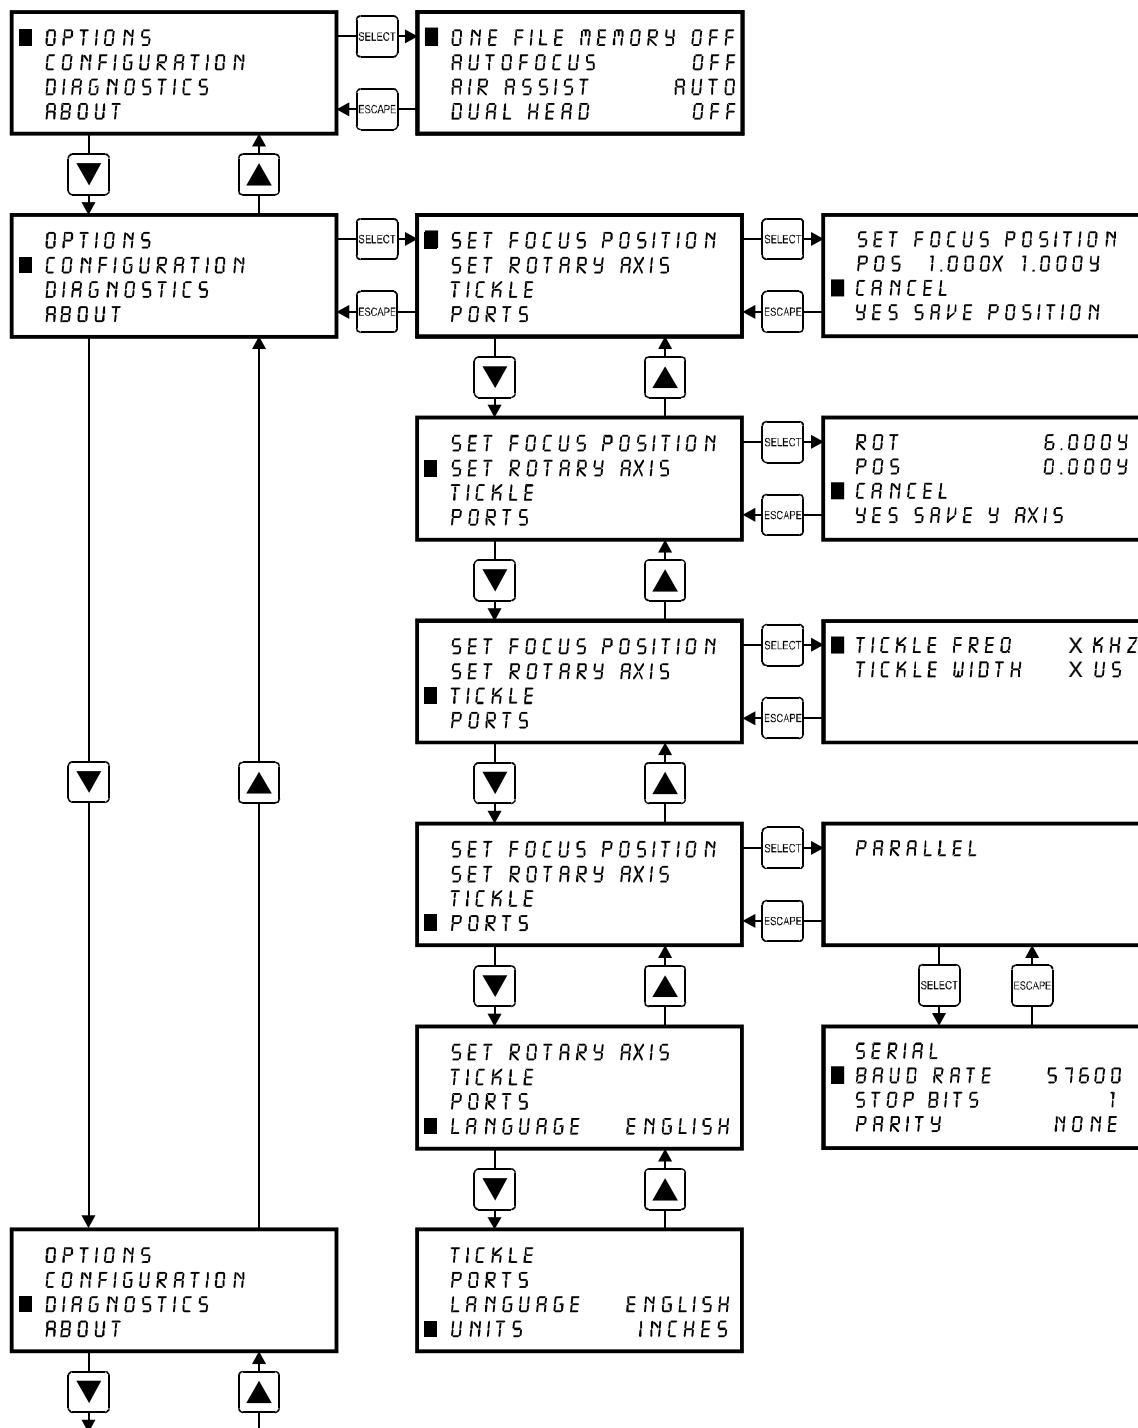 OPTIONS
CONFIGURATION
DIAGNOSTICS
ABOUT
SELECT
ESCAPE
ONE FILE MEMORY OFF
AUTOFOCUS OFF
AIR ASSIST AUTO
DUAL HEAD OFF
OPTIONS
CONFIGURATION
DIAGNOSTICS
ABOUT
SELECT
ESCAPE
SET FOCUS POSITION
SET ROTARY AXIS
TICKLE
PORTS
SELECT
ESCAPE
SET FOCUS POSITION
POS 1.000X 1.000Y
CANCEL
YES SAVE POSITION
SET FOCUS POSITION
SET ROTARY AXIS
TICKLE
PORTS
SELECT
ESCAPE
ROT 6.000Y
POS 0.000Y
CANCEL
YES SAVE Y AXIS
SET FOCUS POSITION
SET ROTARY AXIS
TICKLE
PORTS
SELECT
ESCAPE
TICKLE FREQ X KHZ
TICKLE WIDTH X US
SET FOCUS POSITION
SET ROTARY AXIS
TICKLE
PORTS
SELECT
ESCAPE
PARALLEL
SELECT
ESCAPE
SET ROTARY AXIS
TICKLE
PORTS
LANGUAGE ENGLISH
SERIAL
BAUD RATE 57600
STOP BITS 1
PARITY NONE
OPTIONS
CONFIGURATION
DIAGNOSTICS
ABOUT
TICKLE
PORTS
LANGUAGE ENGLISH
UNITS INCHES